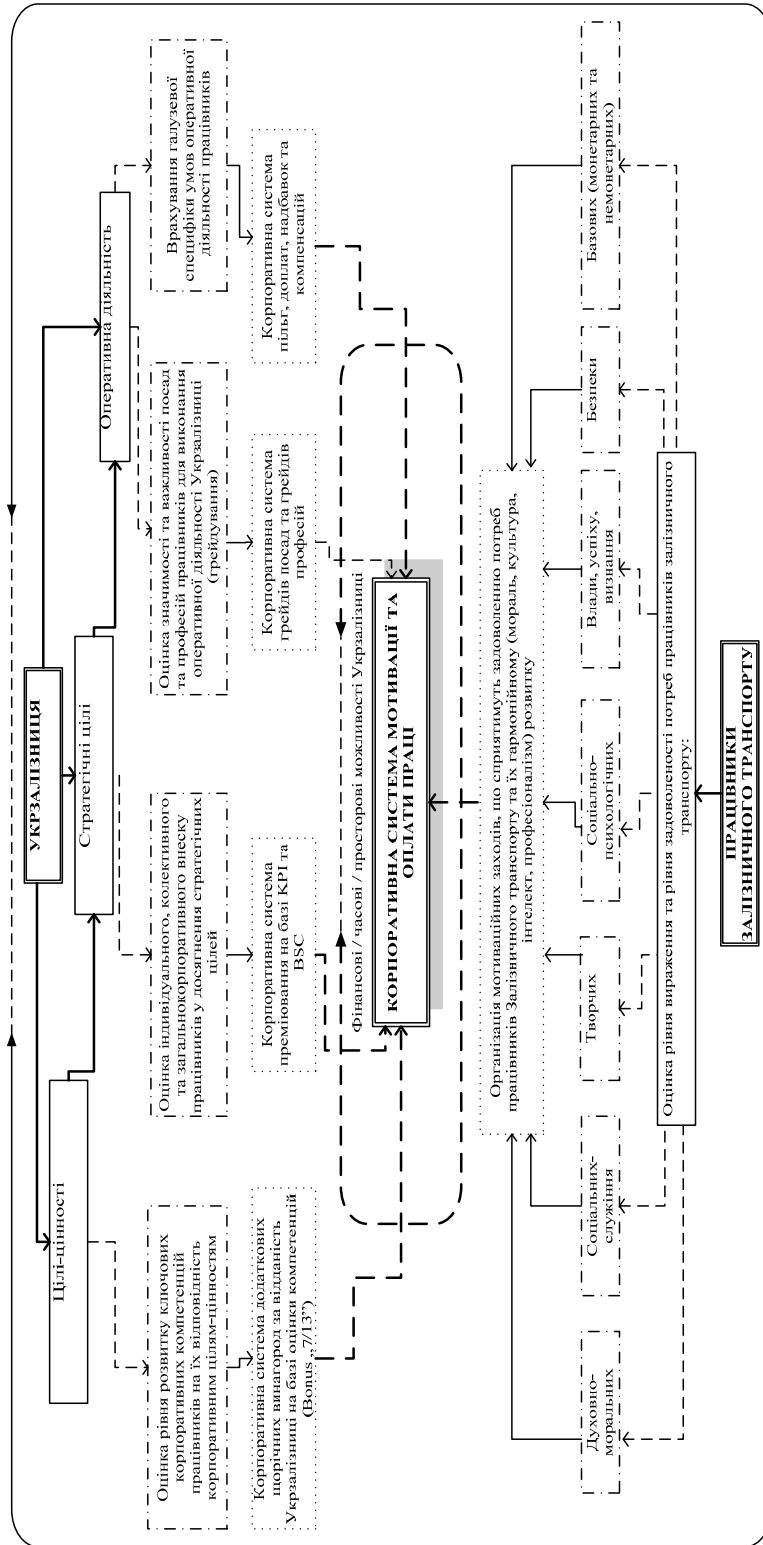 УКРЗАЛІЗНИЦЯ
Цілі-цінності
Стратегічні цілі
Оперативна діяльність
Оцінка рівня розвитку ключових
корпоративних компетенцій
працівників на їх відповідність
корпоративним цілям-цінностям
Оцінка індивідуального, колективного
та загальнокорпоративного внеску
працівників у досягнення стратегічних
цілей
Оцінка значимості та важливості посад
та професій працівників для виконання
оперативної діяльності Укрзалізниці
(грейдування)
Врахування галузевої
специфіки умов оперативної
діяльності працівників
Корпоративна система додаткових
щорічних винагород за відданість
Укрзалізниці на базі оцінки компетенцій
(Bonus „7/13”)
Корпоративна система
преміювання на базі KPI та
BSC
Корпоративна система
грейдів посад та грейдів
професій
Корпоративна система
пільг, доплат, надбавок та
компенсацій
Фінансові / часові / просторові можливості Укрзалізниці
КОРПОРАТИВНА СИСТЕМА МОТИВАЦІЇ ТА
ОПЛАТИ ПРАЦІ
Організація мотиваційних заходів, що сприятимуть задоволенню потреб
працівників Залізничного транспорту та їх гармонійному (мораль, культура,
інтелект, професіоналізм) розвитку
Духовно-
моральних
Соціальних-
служіння
Творчих
Соціально-
психологічних
Влади, успіху,
визнання
Безпеки
Базових (монетарних та
немонетарних)
Оцінка рівня вираження та рівня задоволеності потреб працівників залізничного
транспорту:
ПРАЦІВНИКИ
ЗАЛІЗНИЧНОГО ТРАНСПОРТУ